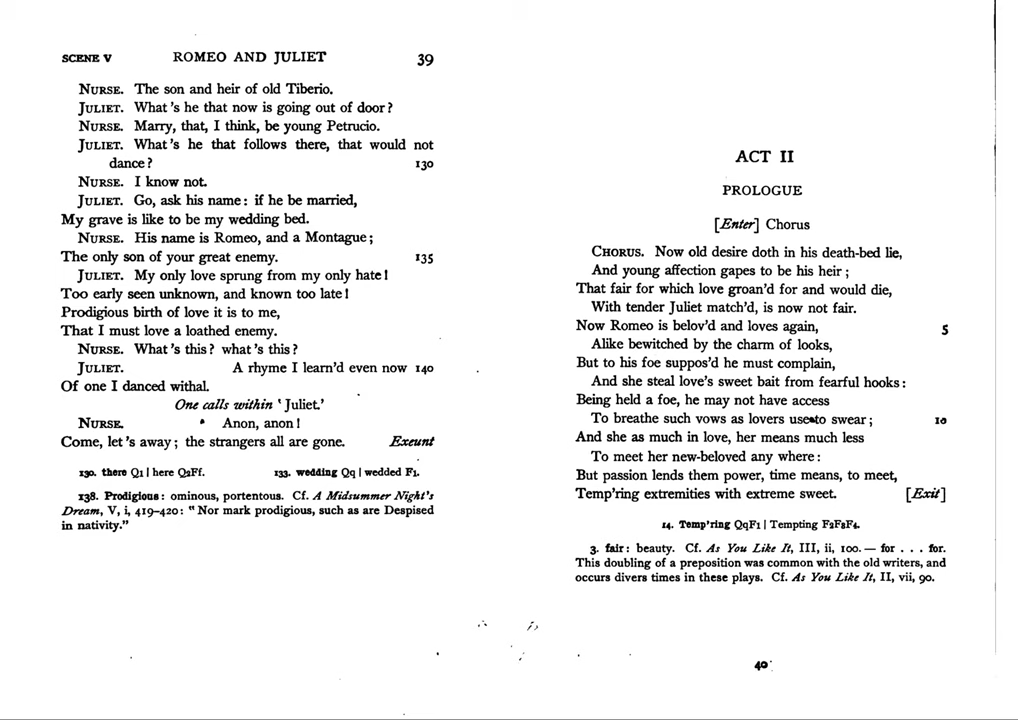 SCENE V ROMEO AND JULIET 39
NURSE. The son and heir of old Tiberio.
JULIET. What's he that now is going out of door?
NURSE. Marry, that, I think, be young Petrucio.
JULIET. What's he that follows there, that would not
dance? 130
NURSE. I know not.
JULIET. Go, ask his name: if he be married,
My grave is like to be my wedding bed.
NURSE. His name is Romeo, and a Montague;
The only son of your great enemy. 135
JULIET. My only love sprung from my only hate!
Too early seen unknown, and known too late!
Prodigious birth of love it is to me,
That I must love a loathed enemy.
NURSE. What's this? what's this?
JULIET. A rhyme I learn'd even now 140
Of one I danced withal.
One calls within 'Juliet.'
NURSE. Anon, anon!
Come, let's away; the strangers all are gone. Exeunt
130. there Q1 | here Q2Ff. 133. wedding Qq | wedded F1.
138. Prodigious: ominous, portentous. Cf. A Midsummer Night's
Dream, V, i, 419-420: "Nor mark prodigious, such as are Despised
in nativity."
ACT II
PROLOGUE
[Enter] Chorus
CHORUS. Now old desire doth in his death-bed lie,
And young affection gapes to be his heir;
That fair for which love groan'd for and would die,
With tender Juliet match'd, is now not fair.
Now Romeo is belov'd and loves again, 5
Alike bewitched by the charm of looks,
But to his foe suppos'd he must complain,
And she steal love's sweet bait from fearful hooks:
Being held a foe, he may not have access
To breathe such vows as lovers use to swear; 10
And she as much in love, her means much less
To meet her new-beloved any where:
But passion lends them power, time means, to meet,
Temp'ring extremities with extreme sweet. [Exit]
14. Temp'ring QqF1 | Tempting F2F3F4.
3. fair: beauty. Cf. As You Like It, III, ii, 100. — for . . . for.
This doubling of a preposition was common with the old writers, and
occurs divers times in these plays. Cf. As You Like It, II, vii, 90.
40